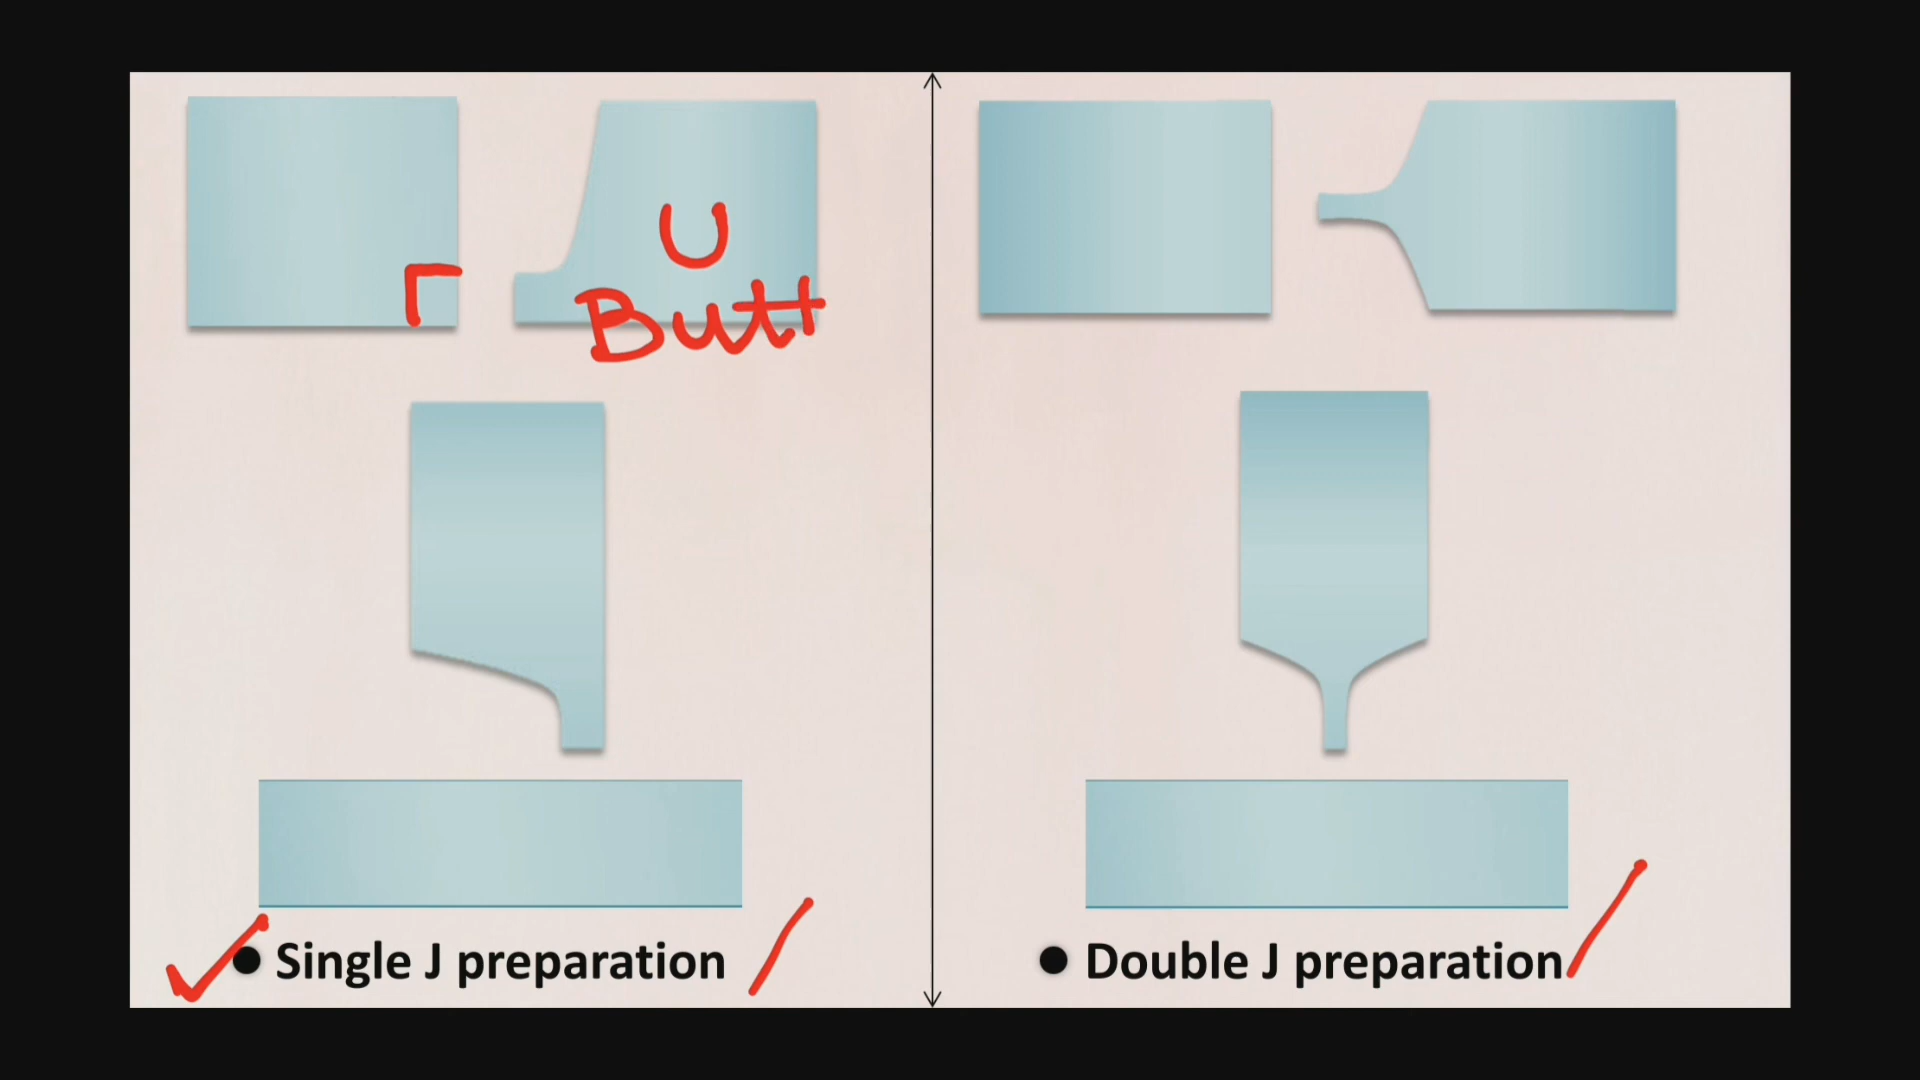 U
Butt
● Single J preparation
● Double J preparation